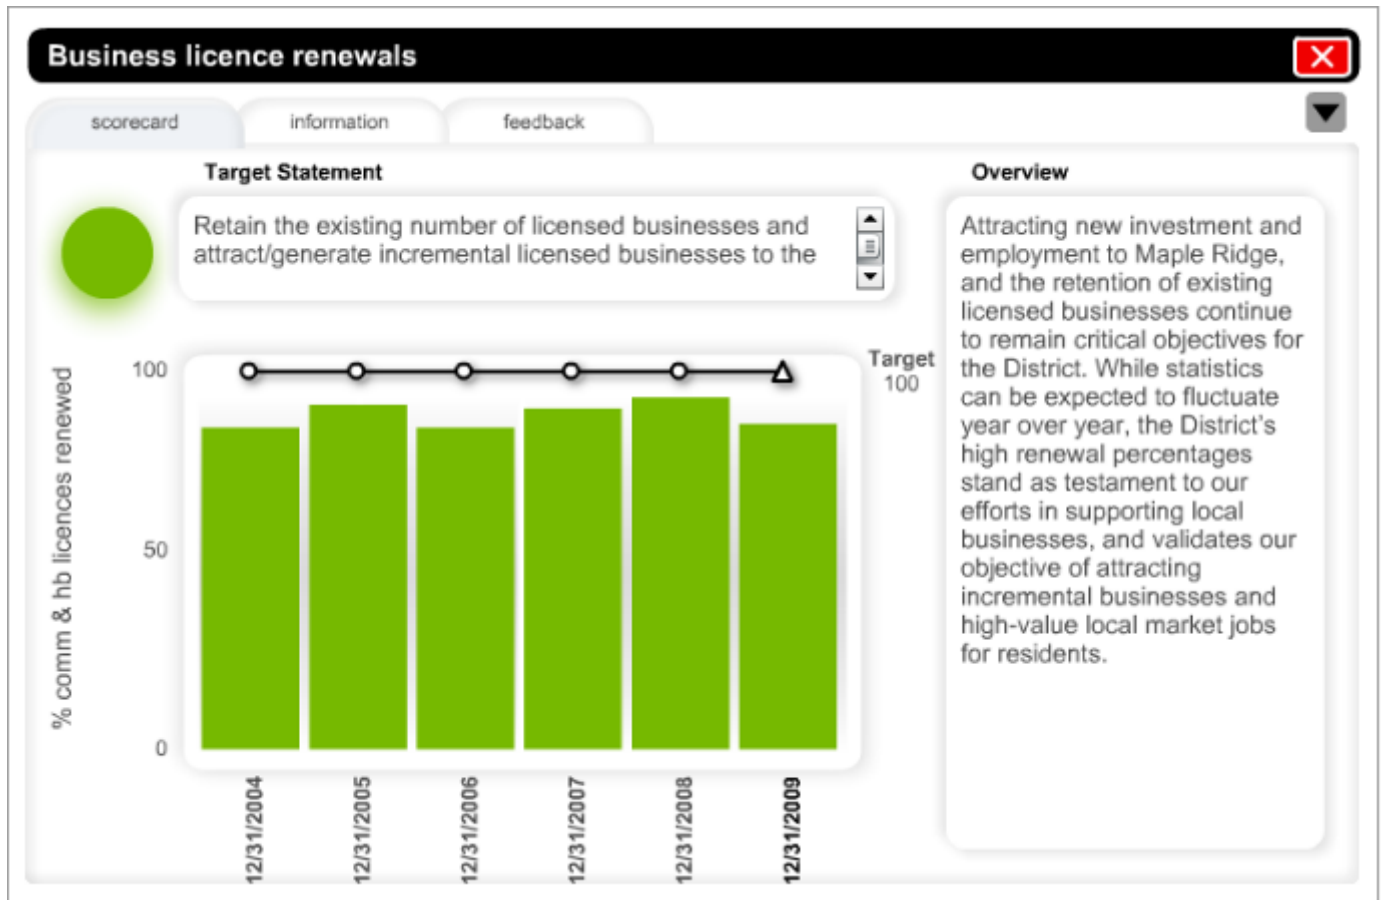 Business licence renewals
scorecard
information
feedback
Target Statement
Retain the existing number of licensed businesses and
attract/generate incremental licensed businesses to the
Overview
Attracting new investment and
employment to Maple Ridge,
and the retention of existing
licensed businesses continue
to remain critical objectives for
the District. While statistics
can be expected to fluctuate
year over year, the District's
high renewal percentages
stand as testament to our
efforts in supporting local
businesses, and validates our
objective of attracting
incremental businesses and
high-value local market jobs
for residents.
% comm & hb licences renewed
100
50
0
Target
100
12/31/2004
12/31/2005
12/31/2006
12/31/2007
12/31/2008
12/31/2009